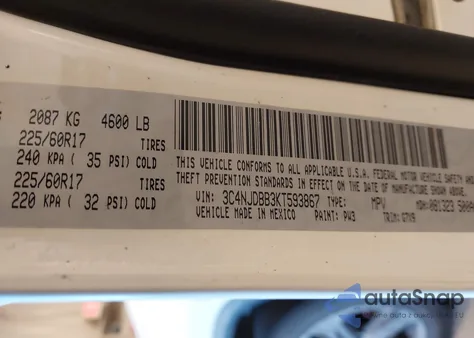 2087 KG 4600 LB
225/60R17 TIRES
240 KPA ( 35 PSI) COLD
225/60R17 TIRES
220 KPA ( 32 PSI) COLD
THIS VEHICLE CONFORMS TO ALL APPLICABLE U.S.A. FEDERAL MOTOR VEHICLE SAFETY AND
THEFT PREVENTION STANDARDS IN EFFECT ON THE DATE OF MANUFACTURE SHOWN ABOVE.
VIN: 3C4NJDBB3KT593867 TYPE: MPV
VEHICLE MADE IN MEXICO PAINT: PW3 TRIM:
autoSnap